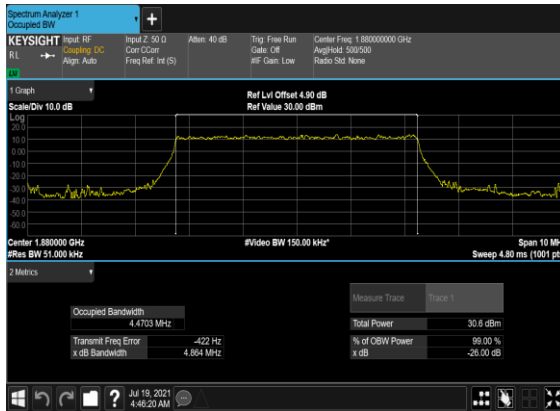 Spectrum Analyzer 1
Occupied BW
+
KEYSIGHT
Input: RF
Input Z: 50 Ω
Atten: 40 dB
Trig: Free Run
Center Freq: 1.880000000 GHz
RL
Coupling: DC
Corr CCorr
Gate: Off
Avg|Hold: 500/500
Align: Auto
Freq Ref: Int (S)
#IF Gain: Low
Radio Std: None
1 Graph
Ref Lvl Offset 4.90 dB
Scale/Div 10.0 dB
Ref Value 30.00 dBm
Log
20.0
10.0
0.00
-10.0
-20.0
-30.0
-40.0
-50.0
-60.0
Center 1.880000 GHz
#Video BW 150.00 kHz*
Span 10 MH
#Res BW 51.000 kHz
Sweep 4.80 ms (1001 pt
2 Metrics
Measure Trace
Trace 1
Occupied Bandwidth
4.4703 MHz
Total Power
30.6 dBm
Transmit Freq Error
-422 Hz
% of OBW Power
99.00 %
x dB Bandwidth
4.864 MHz
x dB
-26.00 dB
?
Jul 19, 2021
4:46:20 AM